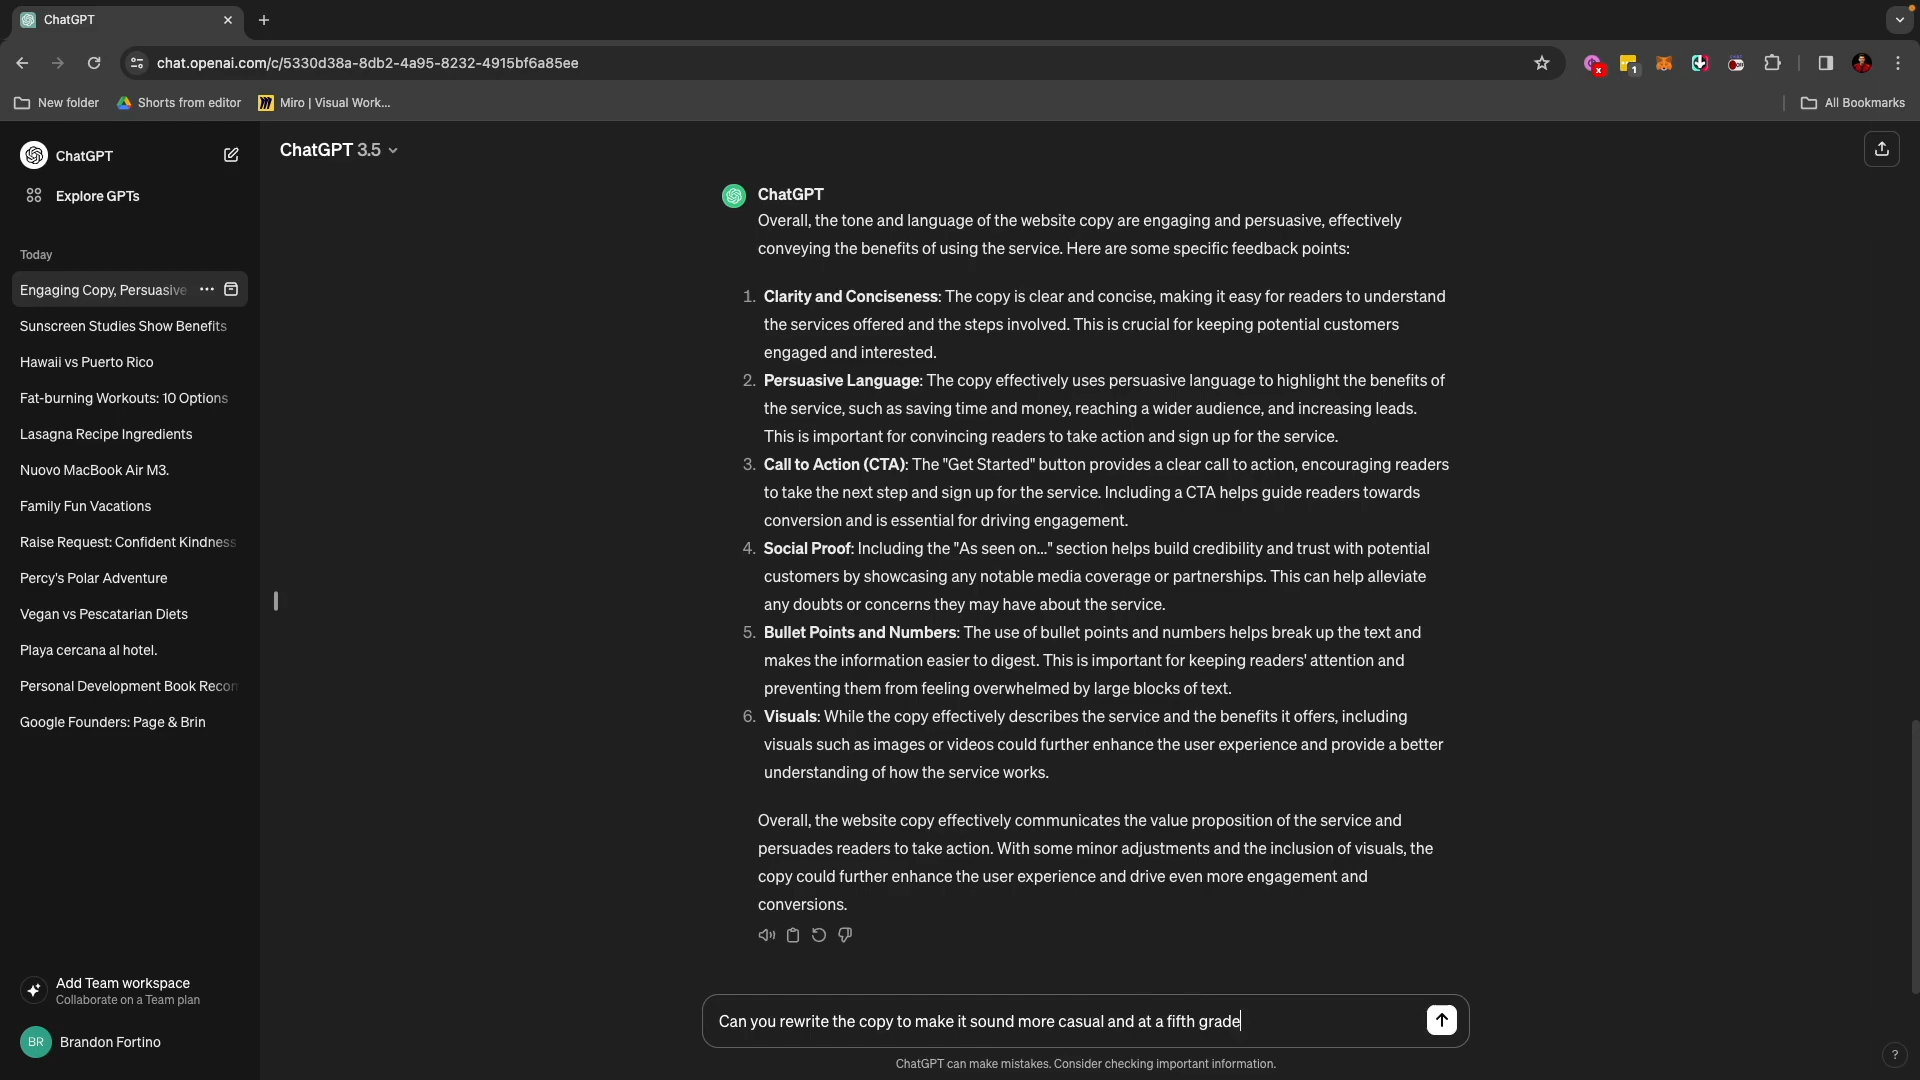 ChatGPT
chat.openai.com/c/5330d38a-8db2-4a95-8232-4915bf6a85ee
1
New folder
Shorts from editor
Miro | Visual Work...
All Bookmarks
ChatGPT
Explore GPTs
Today
Engaging Copy, Persuasive
Sunscreen Studies Show Benefits
Hawaii vs Puerto Rico
Fat-burning Workouts: 10 Options
Lasagna Recipe Ingredients
Nuovo MacBook Air M3.
Family Fun Vacations
Raise Request: Confident Kindness
Percy's Polar Adventure
Vegan vs Pescatarian Diets
Playa cercana al hotel.
Personal Development Book Recom
Google Founders: Page & Brin
Add Team workspace
Collaborate on a Team plan
BR
Brandon Fortino
ChatGPT 3.5
ChatGPT
Overall, the tone and language of the website copy are engaging and persuasive, effectively
conveying the benefits of using the service. Here are some specific feedback points:
1. Clarity and Conciseness: The copy is clear and concise, making it easy for readers to understand
the services offered and the steps involved. This is crucial for keeping potential customers
engaged and interested.
2. Persuasive Language: The copy effectively uses persuasive language to highlight the benefits of
the service, such as saving time and money, reaching a wider audience, and increasing leads.
This is important for convincing readers to take action and sign up for the service.
3. Call to Action (CTA): The "Get Started" button provides a clear call to action, encouraging readers
to take the next step and sign up for the service. Including a CTA helps guide readers towards
conversion and is essential for driving engagement.
4. Social Proof: Including the "As seen on..." section helps build credibility and trust with potential
customers by showcasing any notable media coverage or partnerships. This can help alleviate
any doubts or concerns they may have about the service.
5. Bullet Points and Numbers: The use of bullet points and numbers helps break up the text and
makes the information easier to digest. This is important for keeping readers' attention and
preventing them from feeling overwhelmed by large blocks of text.
6. Visuals: While the copy effectively describes the service and the benefits it offers, including
visuals such as images or videos could further enhance the user experience and provide a better
understanding of how the service works.
Overall, the website copy effectively communicates the value proposition of the service and
persuades readers to take action. With some minor adjustments and the inclusion of visuals, the
copy could further enhance the user experience and drive even more engagement and
conversions.
Can you rewrite the copy to make it sound more casual and at a fifth grade
ChatGPT can make mistakes. Consider checking important information.
?